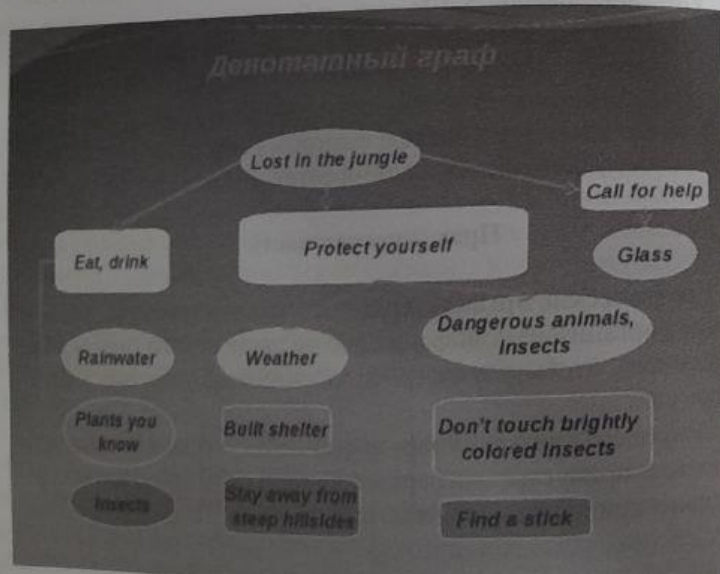 Денотатный граф
Lost in the jungle
Call for help
Eat, drink
Protect yourself
Glass
Dangerous animals,
insects
Rainwater
Weather
Plants you
know
Built shelter
Don't touch brightly
colored insects
Insects
Stay away from
steep hillsides
Find a stick